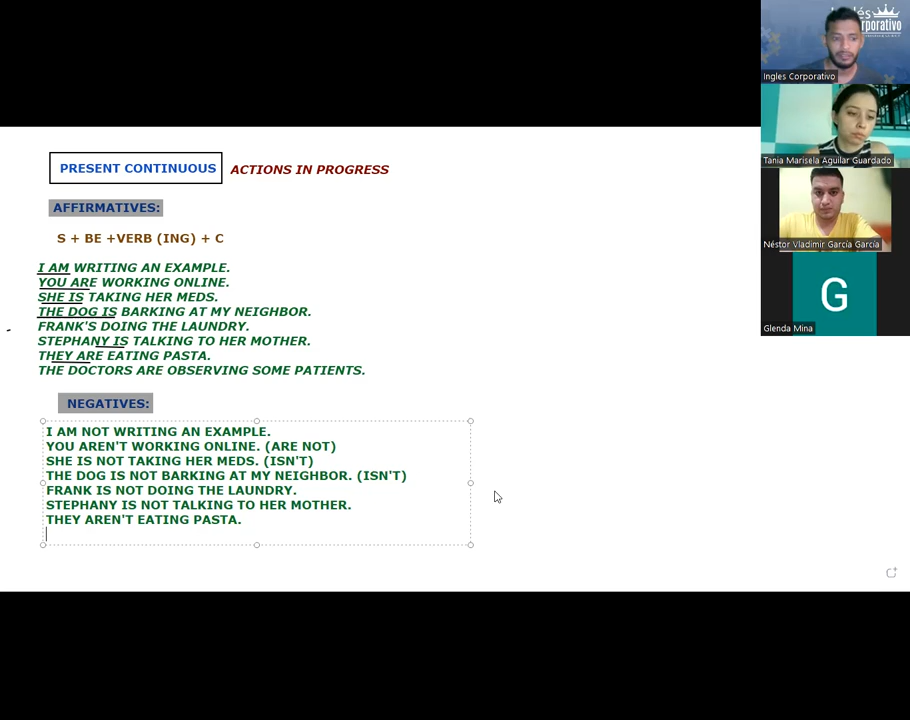 PRESENT CONTINUOUS
ACTIONS IN PROGRESS
AFFIRMATIVES:
S + BE +VERB (ING) + C
I AM WRITING AN EXAMPLE.
YOU ARE WORKING ONLINE.
SHE IS TAKING HER MEDS.
THE DOG IS BARKING AT MY NEIGHBOR.
FRANK'S DOING THE LAUNDRY.
STEPHANY IS TALKING TO HER MOTHER.
THEY ARE EATING PASTA.
THE DOCTORS ARE OBSERVING SOME PATIENTS.
NEGATIVES:
I AM NOT WRITING AN EXAMPLE.
YOU AREN'T WORKING ONLINE. (ARE NOT)
SHE IS NOT TAKING HER MEDS. (ISN'T)
THE DOG IS NOT BARKING AT MY NEIGHBOR. (ISN'T)
FRANK IS NOT DOING THE LAUNDRY.
STEPHANY IS NOT TALKING TO HER MOTHER.
THEY AREN'T EATING PASTA.
Ingles Corporativo
Tania Marisela Aguilar Guardado
Néstor Vladimir García García
G
Glenda Mina